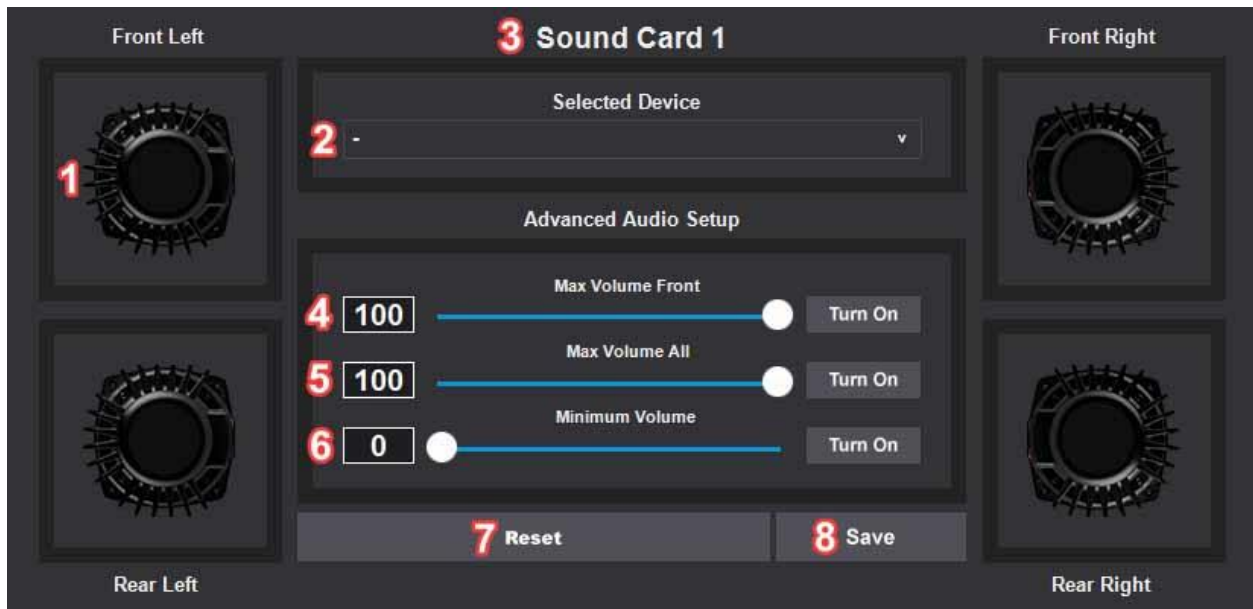 Front Left
3 Sound Card 1
Front Right
Selected Device
2 - v
1
Advanced Audio Setup
Max Volume Front
4 100 Turn On
Max Volume All
5 100 Turn On
Minimum Volume
6 0 Turn On
7 Reset
8 Save
Rear Left
Rear Right